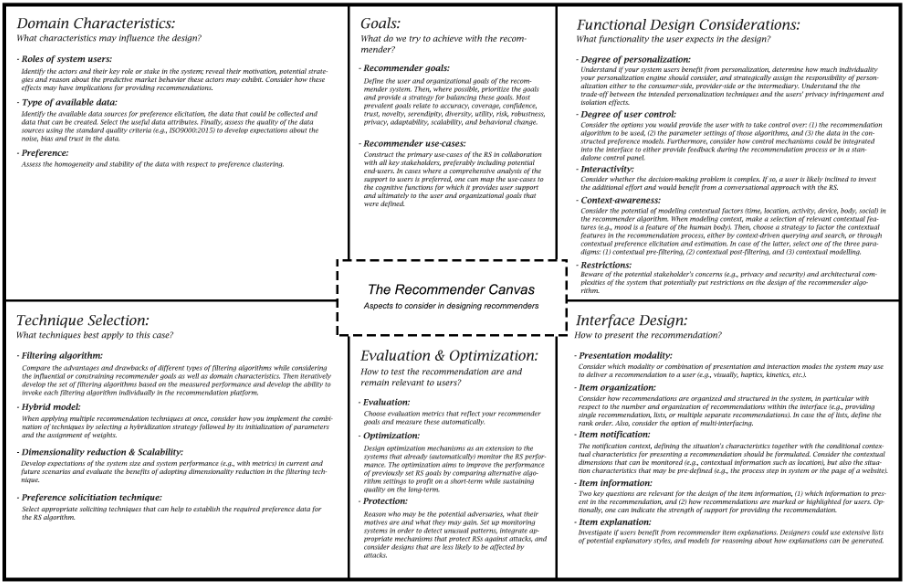 Domain Characteristics:
What characteristics may influence the design?
- Roles of system users:
Identify the actors and their key role or stake in the system; reveal their motivation, potential strate-
gies and reason about the predictive market behavior these actors may exhibit. Consider how these
effects may have implications for providing recommendations.
- Type of available data:
Identify the available data sources for preference elicitation, the data that could be collected and
data that can be created. Select the useful data attributes. Finally, assess the quality of the data
sources using the standard quality criteria (e.g., ISO9000:2015) to develop expectations about the
noise, bias and trust in the data.
- Preference:
Assess the homogeneity and stability of the data with respect to preference clustering.
Goals:
What do we try to achieve with the recom-
mender?
- Recommender goals:
Define the user and organizational goals of the recom-
mender system. Then, where possible, prioritize the goals
and provide a strategy for balancing these goals. Most
prevalent goals relate to accuracy, coverage, confidence,
trust, novelty, serendipity, diversity, utility, risk, robustness,
privacy, adaptability, scalability, and behavioral change.
- Recommender use-cases:
Construct the primary use-cases of the RS in collaboration
with all key stakeholders, preferably including potential
end-users. In cases where a comprehensive analysis of the
support to users is preferred, one can map the use-cases to
the cognitive functions for which it provides user support
and ultimately to the user and organizational goals that
were defined.
Functional Design Considerations:
What functionality the user expects in the design?
- Degree of personalization:
Understand if your system users benefit from personalization, determine how much individuality
your personalization engine should consider, and strategically assign the responsibility of person-
alization either to the consumer-side, provider-side or the intermediary. Understand the
trade-off between the intended personalization techniques and the users' privacy infringement and
isolation effects.
- Degree of user control:
Consider the options you would provide the user with to take control over: (1) the recommendation
algorithm to be used, (2) the parameter settings of those algorithms, and (3) the data in the con-
structed preference models. Furthermore, consider how control mechanisms could be integrated
into the interface to either provide feedback during the recommendation process or in a stan-
dalone control panel.
- Interactivity:
Consider whether the decision-making problem is complex. If so, a user is likely inclined to invest
the additional effort and would benefit from a conversational approach with the RS.
- Context-awareness:
Consider the potential of modeling contextual factors (time, location, activity, device, body, social) in
the recommender algorithm. When modeling context, make a selection of relevant contextual fea-
tures (e.g., mood is a feature of the human body). Then, choose a strategy to factor the contextual
features in the recommendation process, either by context-driven querying and search, or through
contextual preference elicitation and estimation. In case of the latter, select one of the three para-
digms: (1) contextual pre-filtering, (2) contextual post-filtering, and (3) contextual modelling.
- Restrictions:
Beware of the potential stakeholder's concerns (e.g., privacy and security) and architectural com-
plexities of the system that potentially put restrictions on the design of the recommender algo-
rithm.
The Recommender Canvas
Aspects to consider in designing recommenders
Technique Selection:
What techniques best apply to this case?
- Filtering algorithm:
Compare the advantages and drawbacks of different types of filtering algorithms while considering
the influential or constraining recommender goals as well as domain characteristics. Then iteratively
develop the set of filtering algorithms based on the measured performance and develop the ability to
invoke each filtering algorithm individually in the recommendation platform.
- Hybrid model:
When applying multiple recommendation techniques at once, consider how you implement the combi-
nation of techniques by selecting a hybridization strategy followed by its initialization of parameters
and the assignment of weights.
- Dimensionality reduction & Scalability:
Develop expectations of the system size and system performance (e.g., with metrics) in current and
future scenarios and evaluate the benefits of adopting dimensionality reduction in the filtering tech-
nique.
- Preference solicitiation technique:
Select appropriate soliciting techniques that can help to establish the required preference data for
the RS algorithm.
Evaluation & Optimization:
How to test the recommendation are and
remain relevant to users?
- Evaluation:
Choose evaluation metrics that reflect your recommender
goals and measure these automatically.
- Optimization:
Design optimization mechanisms as an extension to the
systems that already (automatically) monitor the RS perfor-
mance. The optimization aims to improve the performance
of previously set RS goals by comparing alternative algo-
rithm settings to profit on a short-term while sustaining
quality on the long-term.
- Protection:
Reason who may be the potential adversaries, what their
motives are and what they may gain. Set up monitoring
systems in order to detect unusual patterns, integrate ap-
propriate mechanisms that protect RSs against attacks, and
consider designs that are less likely to be affected by
attacks.
Interface Design:
How to present the recommendation?
- Presentation modality:
Consider which modality or combination of presentation and interaction modes the system may use
to deliver a recommendation to a user (e.g., visually, haptics, kinetics, etc.).
- Item organization:
Consider how recommendations are organized and structured in the system, in particular with
respect to the number and organization of recommendations within the interface (e.g., providing
single recommendation, lists, or multiple separate recommendations). In case of the lists, define the
rank order. Also, consider the option of multi-interfacing.
- Item notification:
The notification context, defining the situation's characteristics together with the conditional contex-
tual characteristics for presenting a recommendation should be formulated. Consider the contextual
dimensions that can be monitored (e.g., contextual information such as location), but also the situa-
tion characteristics that may be pre-defined (e.g., the process step in system or the page of a website).
- Item information:
Two key questions are relevant for the design of the item information, (1) which information to pres-
ent in the recommendation, and (2) how recommendations are marked or highlighted for users. Op-
tionally, one can indicate the strength of support for providing the recommendation.
- Item explanation:
Investigate if users benefit from recommender item explanations. Designers could use extensive lists
of potential explanatory styles, and models for reasoning about how explanations can be generated.